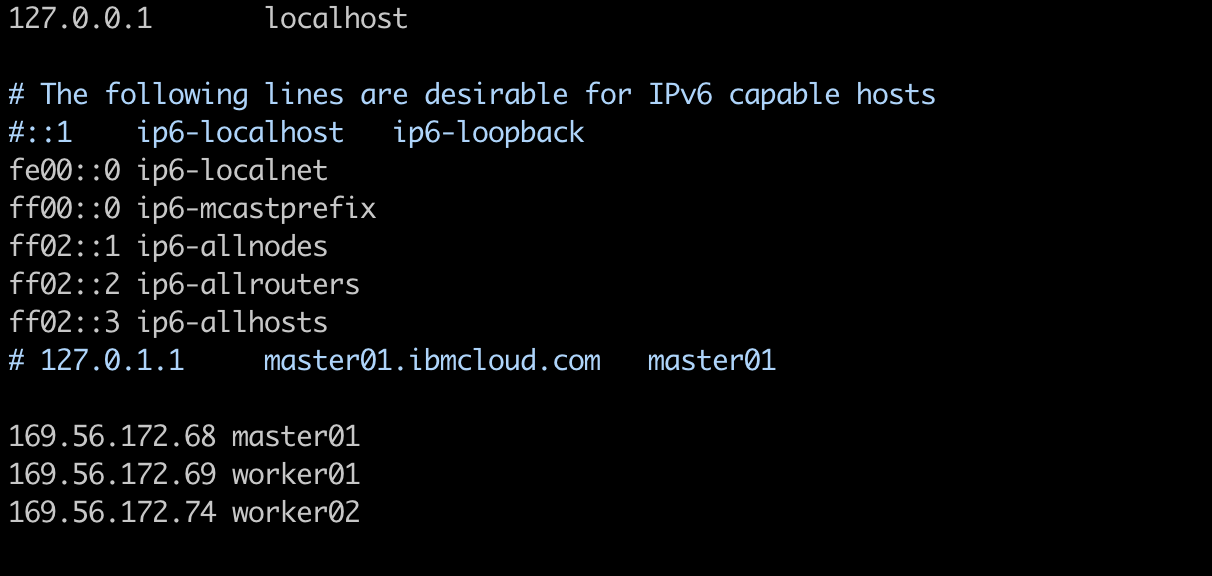 127.0.0.1       localhost
# The following lines are desirable for IPv6 capable hosts
#::1    ip6-localhost   ip6-loopback
fe00::0 ip6-localnet
ff00::0 ip6-mcastprefix
ff02::1 ip6-allnodes
ff02::2 ip6-allrouters
ff02::3 ip6-allhosts
# 127.0.1.1     master01.ibmcloud.com   master01
169.56.172.68 master01
169.56.172.69 worker01
169.56.172.74 worker02